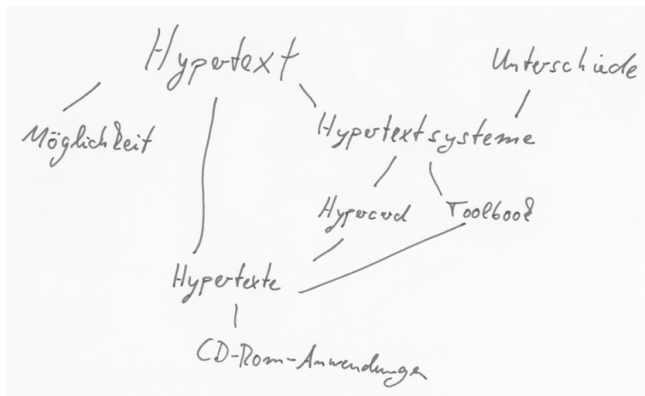 Hypertext
Unterschiede
Möglichkeit
Hypertextsysteme
Hypercard
Toolbook
Hypertexte
CD-Rom-Anwendungen